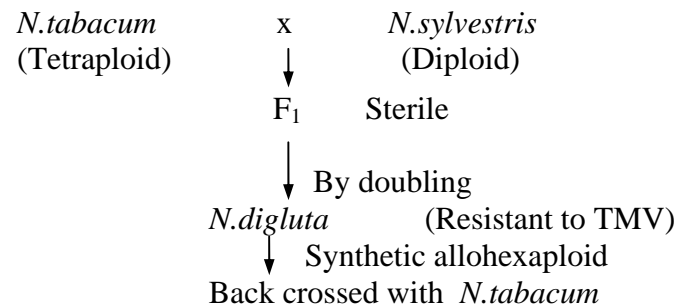 N.tabacum x N.sylvestris
(Tetraploid) (Diploid)
F₁ Sterile
By doubling
N.digluta (Resistant to TMV)
Synthetic allohexaploid
Back crossed with N.tabacum